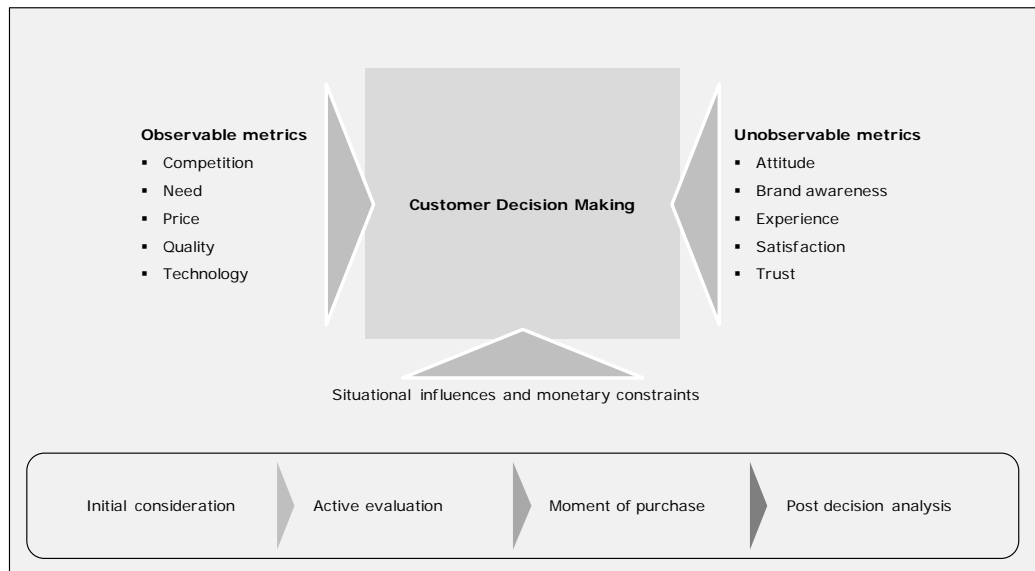 Observable metrics
▪ Competition
▪ Need
▪ Price
▪ Quality
▪ Technology
Customer Decision Making
Unobservable metrics
▪ Attitude
▪ Brand awareness
▪ Experience
▪ Satisfaction
▪ Trust
Situational influences and monetary constraints
Initial consideration
Active evaluation
Moment of purchase
Post decision analysis